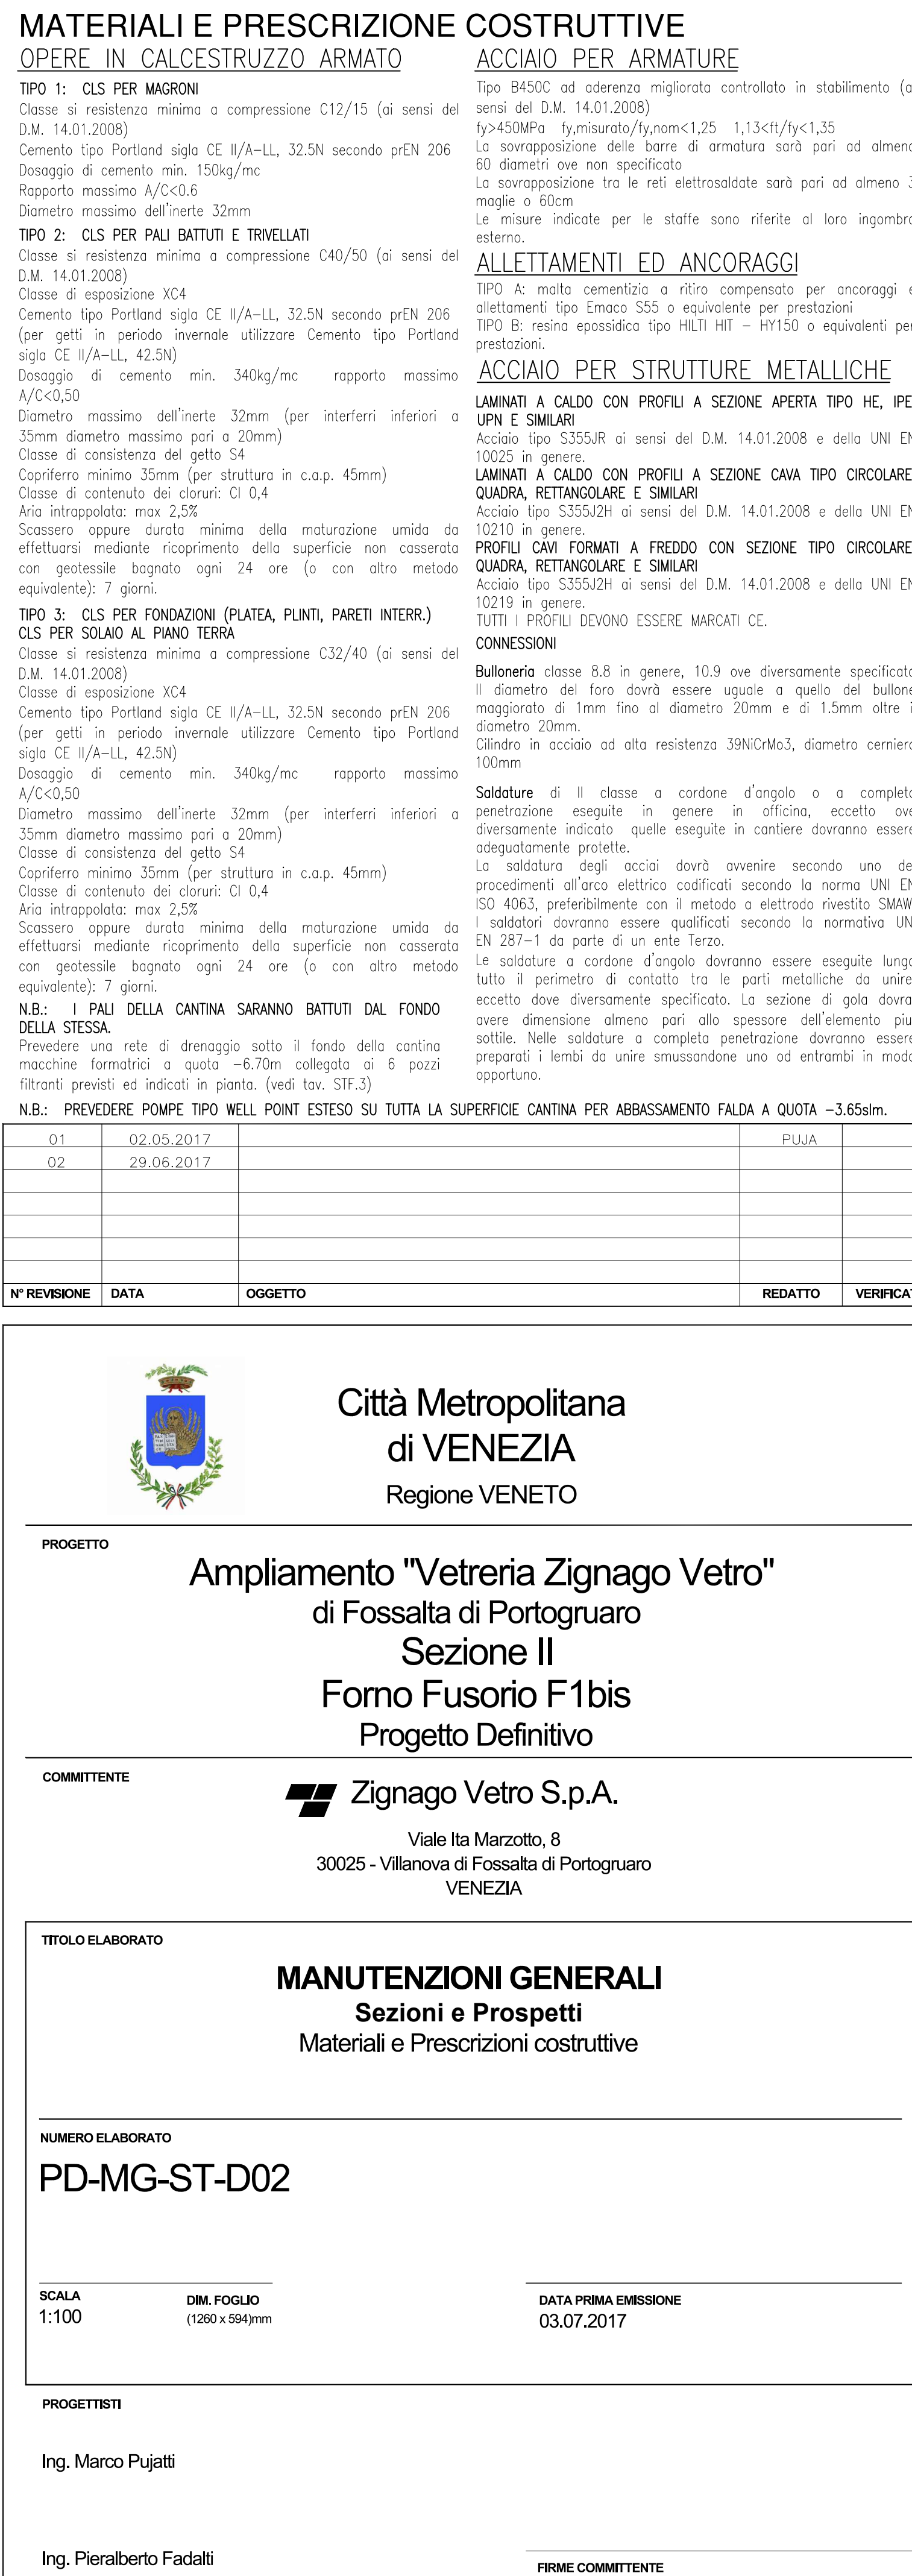 MATERIALI E PRESCRIZIONE COSTRUTTIVE
OPERE IN CALCESTRUZZO ARMATO
TIPO 1: CLS PER MAGRONI
Classe si resistenza minima a compressione C12/15 (ai sensi del
D.M. 14.01.2008)
Cemento tipo Portland sigla CE II/A-LL, 32.5N secondo prEN 206
Dosaggio di cemento min. 150kg/mc
Rapporto massimo A/C<0.6
Diametro massimo dell'inerte 32mm
TIPO 2: CLS PER PALI BATTUTI E TRIVELLATI
Classe si resistenza minima a compressione C40/50 (ai sensi del
D.M. 14.01.2008)
Classe di esposizione XC4
Cemento tipo Portland sigla CE II/A-LL, 32.5N secondo prEN 206
(per getti in periodo invernale utilizzare Cemento tipo Portland
sigla CE II/A-LL, 42.5N)
Dosaggio di cemento min. 340kg/mc rapporto massimo
A/C<0,50
Diametro massimo dell'inerte 32mm (per interferri inferiori a
35mm diametro massimo pari a 20mm)
Classe di consistenza del getto S4
Copriferro minimo 35mm (per struttura in c.a.p. 45mm)
Classe di contenuto dei cloruri: Cl 0,4
Aria intrappolata: max 2,5%
Scassero oppure durata minima della maturazione umida da
effettuarsi mediante ricoprimento della superficie non casserata
con geotessile bagnato ogni 24 ore (o con altro metodo
equivalente): 7 giorni.
TIPO 3: CLS PER FONDAZIONI (PLATEA, PLINTI, PARETI INTERR.)
CLS PER SOLAIO AL PIANO TERRA
Classe si resistenza minima a compressione C32/40 (ai sensi del
D.M. 14.01.2008)
Classe di esposizione XC4
Cemento tipo Portland sigla CE II/A-LL, 32.5N secondo prEN 206
(per getti in periodo invernale utilizzare Cemento tipo Portland
sigla CE II/A-LL, 42.5N)
Dosaggio di cemento min. 340kg/mc rapporto massimo
A/C<0,50
Diametro massimo dell'inerte 32mm (per interferri inferiori a
35mm diametro massimo pari a 20mm)
Classe di consistenza del getto S4
Copriferro minimo 35mm (per struttura in c.a.p. 45mm)
Classe di contenuto dei cloruri: Cl 0,4
Aria intrappolata: max 2,5%
Scassero oppure durata minima della maturazione umida da
effettuarsi mediante ricoprimento della superficie non casserata
con geotessile bagnato ogni 24 ore (o con altro metodo
equivalente): 7 giorni.
N.B.: I PALI DELLA CANTINA SARANNO BATTUTI DAL FONDO
DELLA STESSA.
Prevedere una rete di drenaggio sotto il fondo della cantina
macchine formatrici a quota -6.70m collegata ai 6 pozzi
filtranti previsti ed indicati in pianta. (vedi tav. STF.3)
ACCIAIO PER ARMATURE
Tipo B450C ad aderenza migliorata controllato in stabilimento (a
sensi del D.M. 14.01.2008)
fy>450MPa fy,misurato/fy,nom<1,25 1,13<ft/fy<1,35
La sovrapposizione delle barre di armatura sarà pari ad almeno
60 diametri ove non specificato
La sovrapposizione tra le reti elettrosaldate sarà pari ad almeno 3
maglie o 60cm
Le misure indicate per le staffe sono riferite al loro ingombro
esterno.
ALLETTAMENTI ED ANCORAGGI
TIPO A: malta cementizia a ritiro compensato per ancoraggi e
allettamenti tipo Emaco S55 o equivalente per prestazioni
TIPO B: resina epossidica tipo HILTI HIT - HY150 o equivalenti per
prestazioni.
ACCIAIO PER STRUTTURE METALLICHE
LAMINATI A CALDO CON PROFILI A SEZIONE APERTA TIPO HE, IPE
UPN E SIMILARI
Acciaio tipo S355JR ai sensi del D.M. 14.01.2008 e della UNI EN
10025 in genere.
LAMINATI A CALDO CON PROFILI A SEZIONE CAVA TIPO CIRCOLARE
QUADRA, RETTANGOLARE E SIMILARI
Acciaio tipo S355J2H ai sensi del D.M. 14.01.2008 e della UNI EN
10210 in genere.
PROFILI CAVI FORMATI A FREDDO CON SEZIONE TIPO CIRCOLARE
QUADRA, RETTANGOLARE E SIMILARI
Acciaio tipo S355J2H ai sensi del D.M. 14.01.2008 e della UNI EN
10219 in genere.
TUTTI I PROFILI DEVONO ESSERE MARCATI CE.
CONNESSIONI
Bulloneria classe 8.8 in genere, 10.9 ove diversamente specificato
Il diametro del foro dovrà essere uguale a quello del bullone
maggiorato di 1mm fino al diametro 20mm e di 1.5mm oltre i
diametro 20mm.
Cilindro in acciaio ad alta resistenza 39NiCrMo3, diametro cerniera
100mm
Saldature di II classe a cordone d'angolo o a completa
penetrazione eseguite in genere in officina, eccetto ove
diversamente indicato quelle eseguite in cantiere dovranno essere
adeguatamente protette.
La saldatura degli acciai dovrà avvenire secondo uno de
procedimenti all'arco elettrico codificati secondo la norma UNI EN
ISO 4063, preferibilmente con il metodo a elettrodo rivestito SMAW
I saldatori dovranno essere qualificati secondo la normativa UN
EN 287-1 da parte di un ente Terzo.
Le saldature a cordone d'angolo dovranno essere eseguite lungo
tutto il perimetro di contatto tra le parti metalliche da unire
eccetto dove diversamente specificato. La sezione di gola dovra
avere dimensione almeno pari allo spessore dell'elemento piu
sottile. Nelle saldature a completa penetrazione dovranno essere
preparati i lembi da unire smussandone uno od entrambi in modo
opportuno.
N.B.: PREVEDERE POMPE TIPO WELL POINT ESTESO SU TUTTA LA SUPERFICIE CANTINA PER ABBASSAMENTO FALDA A QUOTA -3.65slm.
01 02.05.2017 PUJA
02 29.06.2017
N° REVISIONE DATA OGGETTO REDATTO VERIFICAT
Città Metropolitana
di VENEZIA
Regione VENETO
PROGETTO
Ampliamento "Vetreria Zignago Vetro"
di Fossalta di Portogruaro
Sezione II
Forno Fusorio F1bis
Progetto Definitivo
COMMITTENTE
Zignago Vetro S.p.A.
Viale Ita Marzotto, 8
30025 - Villanova di Fossalta di Portogruaro
VENEZIA
TITOLO ELABORATO
MANUTENZIONI GENERALI
Sezioni e Prospetti
Materiali e Prescrizioni costruttive
NUMERO ELABORATO
PD-MG-ST-D02
SCALA
1:100
DIM. FOGLIO
(1260 x 594)mm
DATA PRIMA EMISSIONE
03.07.2017
PROGETTISTI
Ing. Marco Pujatti
Ing. Pieralberto Fadalti
FIRME COMMITTENTE